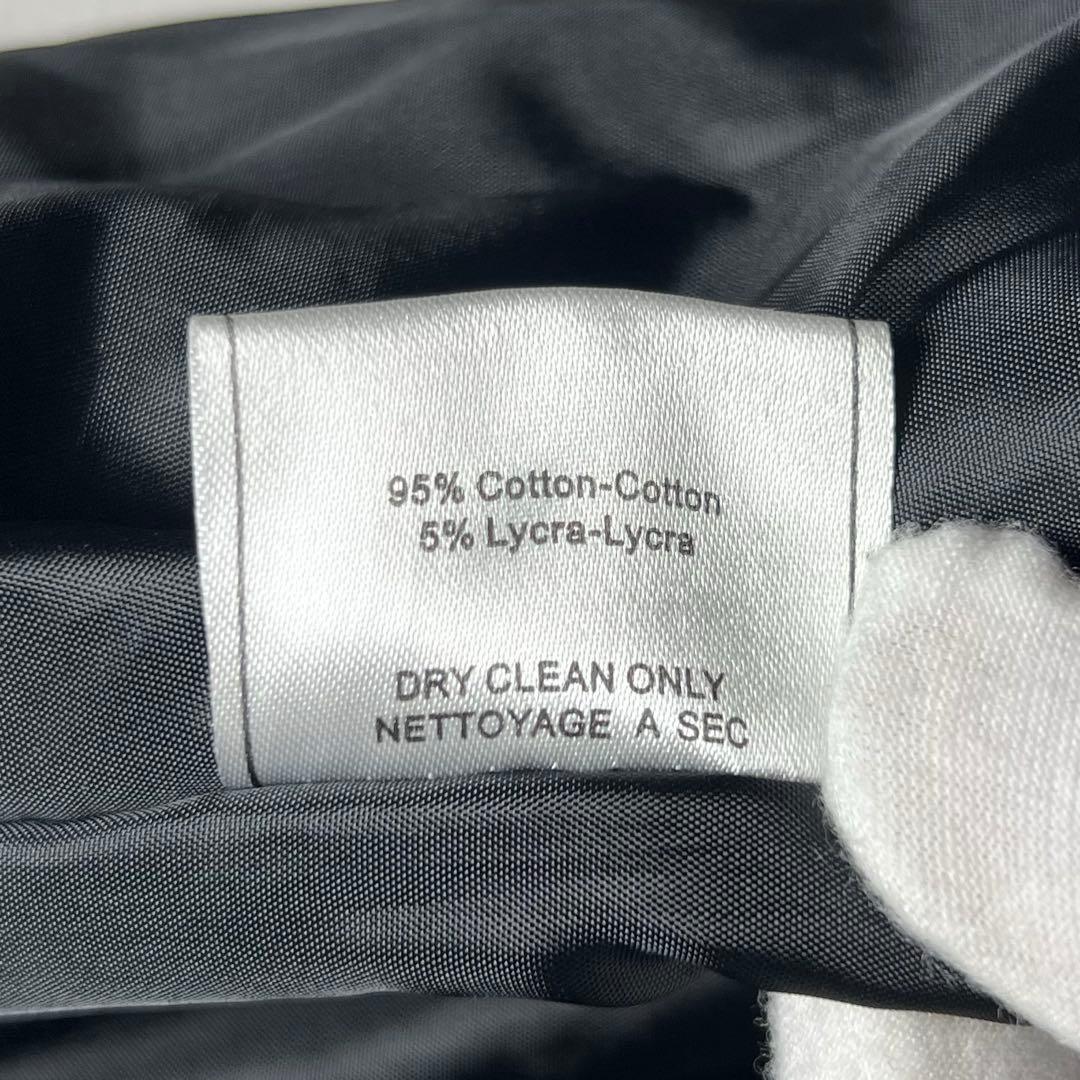 95% Cotton-Cotton
5% Lycra-Lycra
DRY CLEAN ONLY
NETTOYAGE A SEC